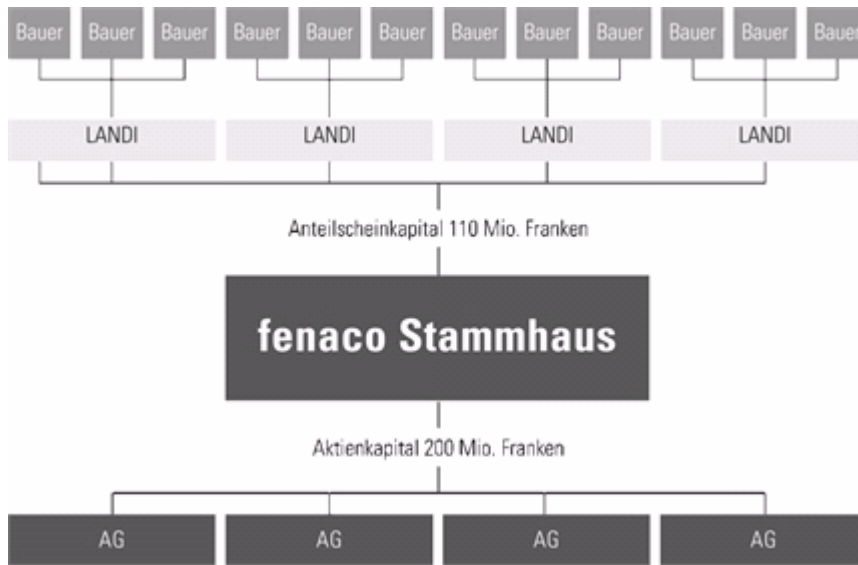 Bauer Bauer Bauer Bauer Bauer Bauer Bauer Bauer Bauer Bauer Bauer Bauer
LANDI LANDI LANDI LANDI
Anteilscheinkapital 110 Mio. Franken
fenaco Stammhaus
Aktienkapital 200 Mio. Franken
AG AG AG AG